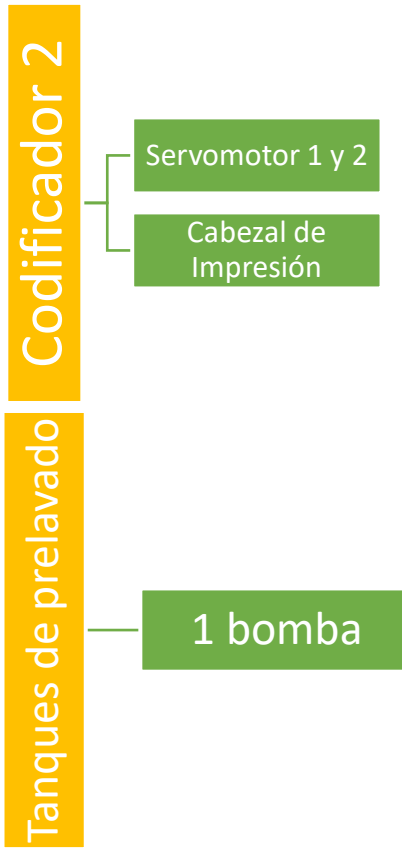 Codificador 2
Servomotor 1 y 2
Cabezal de
Impresión
Tanques de prelavado
1 bomba